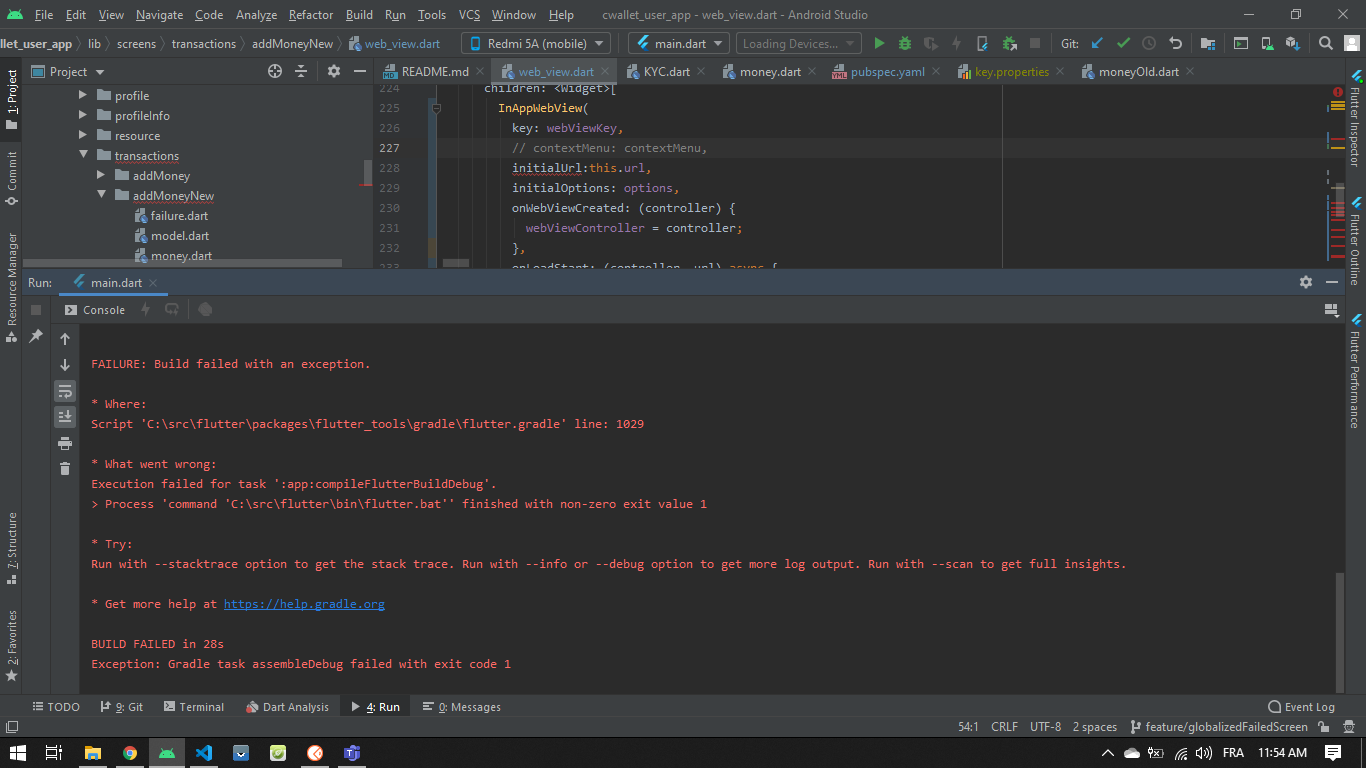 File Edit View Navigate Code Analyze Refactor Build Run Tools VCS Window Help cwallet_user_app - web_view.dart - Android Studio
llet_user_app lib screens transactions addMoneyNew web_view.dart Redmi 5A (mobile) main.dart Loading Devices... Git:
Project README.md web_view.dart KYC.dart money.dart pubspec.yaml key.properties moneyOld.dart
1: Project
Commit
Resource Manager
Z: Structure
2: Favorites
profile
profileInfo
resource
transactions
addMoney
addMoneyNew
failure.dart
model.dart
money.dart
224 children: <Widget>[
225 InAppWebView(
226 key: webViewKey,
227 // contextMenu: contextMenu,
228 initialUrl:this.url,
229 initialOptions: options,
230 onWebViewCreated: (controller) {
231 webViewController = controller;
232 },
233 onLoadStart: (controller, url) async {
Flutter Inspector
Flutter Outline
Flutter Performance
Run: main.dart
Console
FAILURE: Build failed with an exception.
* Where:
Script 'C:\src\flutter\packages\flutter_tools\gradle\flutter.gradle' line: 1029
* What went wrong:
Execution failed for task ':app:compileFlutterBuildDebug'.
> Process 'command 'C:\src\flutter\bin\flutter.bat'' finished with non-zero exit value 1
* Try:
Run with --stacktrace option to get the stack trace. Run with --info or --debug option to get more log output. Run with --scan to get full insights.
* Get more help at https://help.gradle.org
BUILD FAILED in 28s
Exception: Gradle task assembleDebug failed with exit code 1
TODO 9: Git Terminal Dart Analysis 4: Run 0: Messages Event Log
54:1 CRLF UTF-8 2 spaces feature/globalizedFailedScreen
FRA 11:54 AM